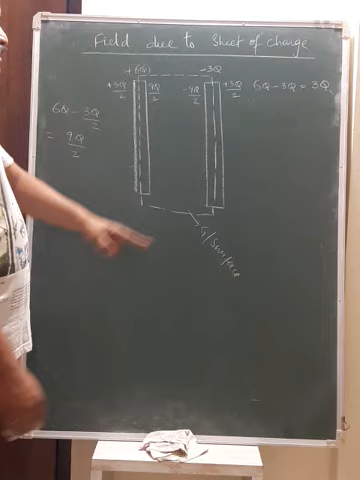 Field due to Sheet of charge
+6Q -3Q
+3Q/2 9Q/2 -9Q/2 +3Q/2 6Q - 3Q = 3Q
6Q - 3Q/2
= 9Q/2
G/Surface